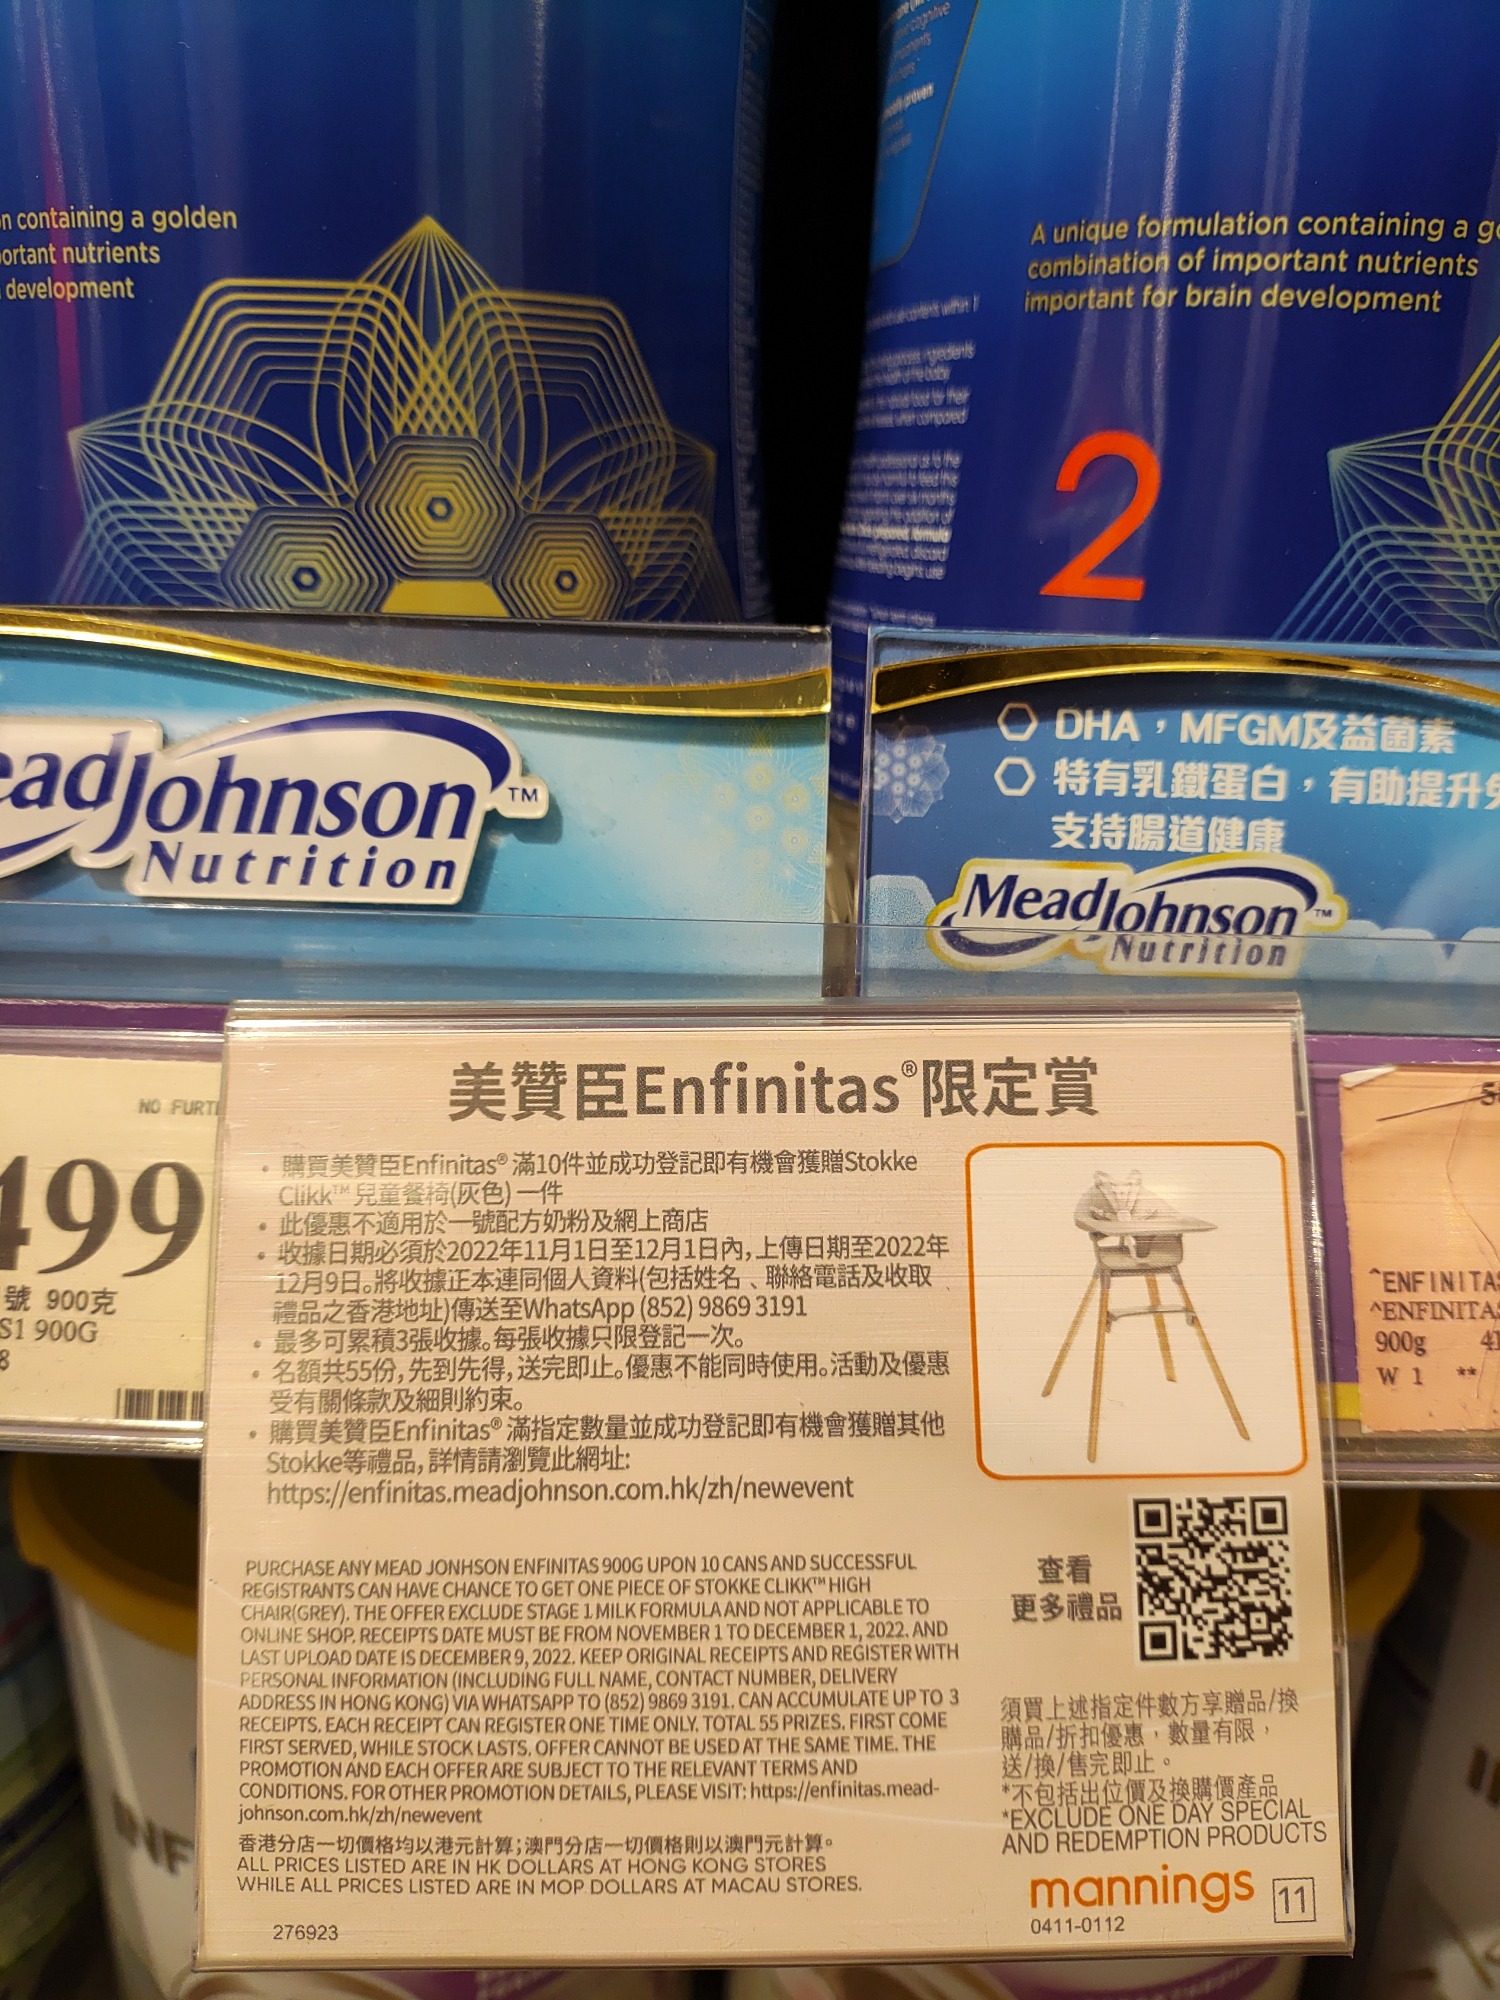 n containing a golden
ortant nutrients
development
A unique formulation containing a
combination of important nutrients
important for brain development
2
MeadJohnson™
Nutrition
DHA，MFGM及益菌素
特有乳鐵蛋白，有助提升
支持腸道健康
MeadJohnson™
Nutrition
NO FURT
499
號 900克
S1 900G
8
^ENFINITAS
^ENFINITAS
900g
W 1 **
美贊臣Enfinitas®限定賞
• 購買美贊臣Enfinitas® 滿10件並成功登記即有機會獲贈Stokke
Clikk™ 兒童餐椅(灰色) 一件
• 此優惠不適用於一號配方奶粉及網上商店
• 收據日期必須於2022年11月1日至12月1日內，上傳日期至2022年
12月9日。將收據正本連同個人資料(包括姓名﹑聯絡電話及收取
禮品之香港地址)傳送至WhatsApp (852) 9869 3191
• 最多可累積3張收據。每張收據只限登記一次。
• 名額共55份，先到先得，送完即止。優惠不能同時使用。活動及優惠
受有關條款及細則約束。
• 購買美贊臣Enfinitas® 滿指定數量並成功登記即有機會獲贈其他
Stokke等禮品，詳情請瀏覽此網址:
https://enfinitas.meadjohnson.com.hk/zh/newevent
PURCHASE ANY MEAD JONHSON ENFINITAS 900G UPON 10 CANS AND SUCCESSFUL
REGISTRANTS CAN HAVE CHANCE TO GET ONE PIECE OF STOKKE CLIKK™ HIGH
CHAIR(GREY). THE OFFER EXCLUDE STAGE 1 MILK FORMULA AND NOT APPLICABLE TO
ONLINE SHOP. RECEIPTS DATE MUST BE FROM NOVEMBER 1 TO DECEMBER 1, 2022. AND
LAST UPLOAD DATE IS DECEMBER 9, 2022. KEEP ORIGINAL RECEIPTS AND REGISTER WITH
PERSONAL INFORMATION (INCLUDING FULL NAME, CONTACT NUMBER, DELIVERY
ADDRESS IN HONG KONG) VIA WHATSAPP TO (852) 9869 3191. CAN ACCUMULATE UP TO 3
RECEIPTS. EACH RECEIPT CAN REGISTER ONE TIME ONLY. TOTAL 55 PRIZES. FIRST COME
FIRST SERVED, WHILE STOCK LASTS. OFFER CANNOT BE USED AT THE SAME TIME. THE
PROMOTION AND EACH OFFER ARE SUBJECT TO THE RELEVANT TERMS AND
CONDITIONS. FOR OTHER PROMOTION DETAILS, PLEASE VISIT: https://enfinitas.mead-
johnson.com.hk/zh/newevent
香港分店一切價格均以港元計算；澳門分店一切價格則以澳門元計算。
ALL PRICES LISTED ARE IN HK DOLLARS AT HONG KONG STORES
WHILE ALL PRICES LISTED ARE IN MOP DOLLARS AT MACAU STORES.
276923
查看
更多禮品
須買上述指定件數方享贈品/換
購品/折扣優惠，數量有限，
送/換/售完即止。
*不包括出位價及換購價產品
*EXCLUDE ONE DAY SPECIAL
AND REDEMPTION PRODUCTS
mannings
11
0411-0112